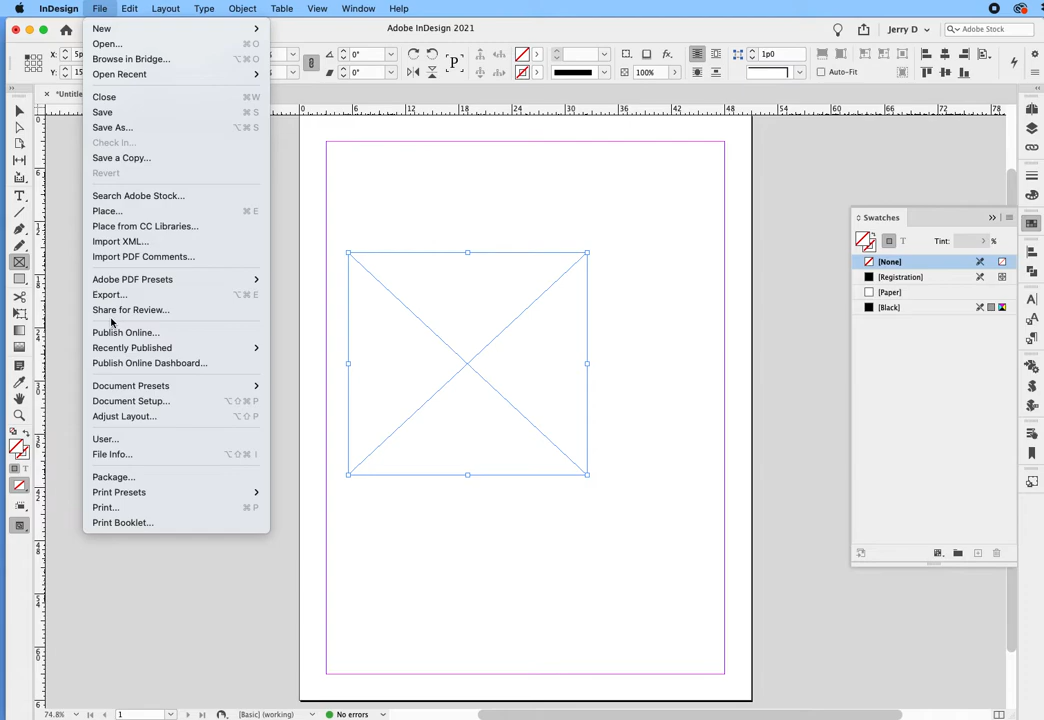 InDesign File Edit Layout Type Object Table View Window Help
Adobe InDesign 2021
Jerry D
Adobe Stock
X:
Y:
0°
0°
P
100%
1p0
Auto-Fit
0 6 12 18 24 30 36 42 48 54 60 66 72 78
New
Open... ⌘O
Browse in Bridge... ⌥⌘O
Open Recent
Close ⌘W
Save ⌘S
Save As... ⌥⌘S
Check In...
Save a Copy...
Revert
Search Adobe Stock...
Place... ⌘E
Place from CC Libraries...
Import XML...
Import PDF Comments...
Adobe PDF Presets
Export... ⌥⌘E
Share for Review...
Publish Online...
Recently Published
Publish Online Dashboard...
Document Presets
Document Setup... ⌥⇧⌘P
Adjust Layout... ⌥⇧P
User...
File Info... ⌥⇧⌘I
Package...
Print Presets
Print... ⌘P
Print Booklet...
Swatches
T Tint: %
[None]
[Registration]
[Paper]
[Black]
74.8% 1 [Basic] (working) No errors